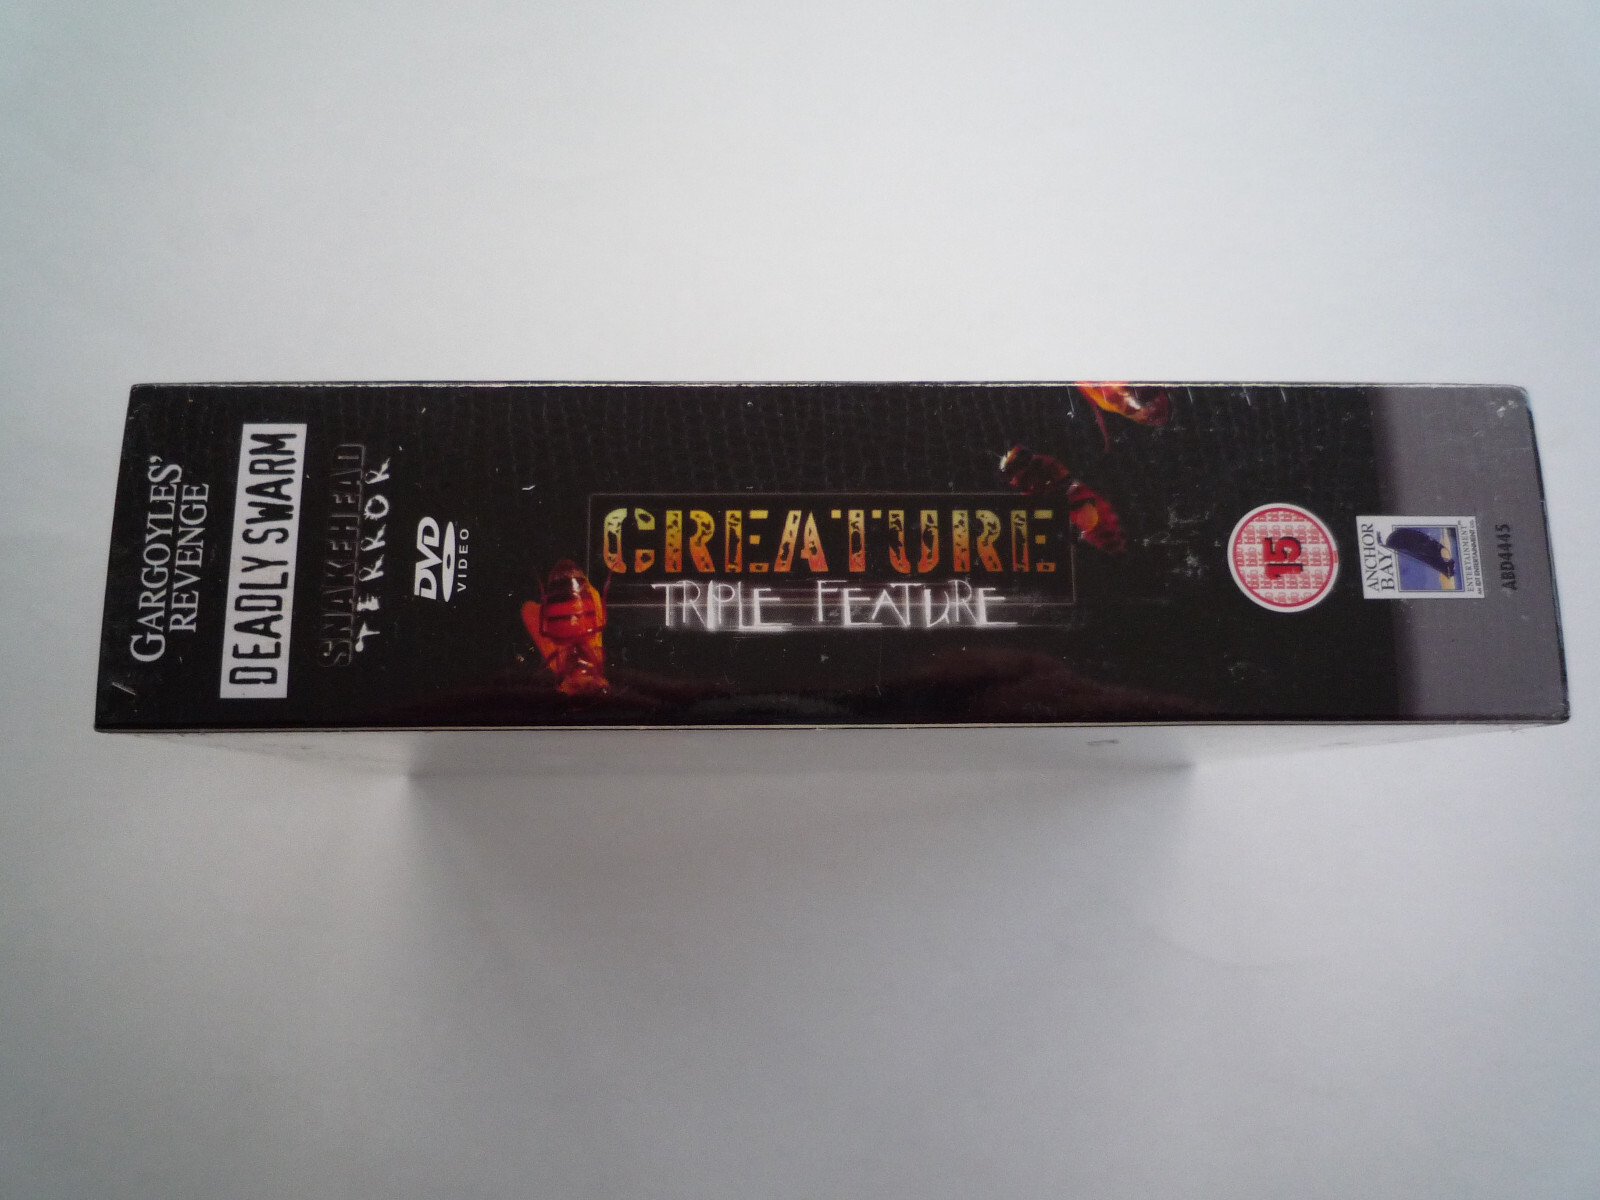 GARGOYLES'
REVENGE
DEADLY SWARM
SNAKEHEAD
TERROR
DVD
VIDEO
CREATURE
TRIPLE FEATURE
15
ANCHOR
BAY
ENTERTAINMENT
ABD4445